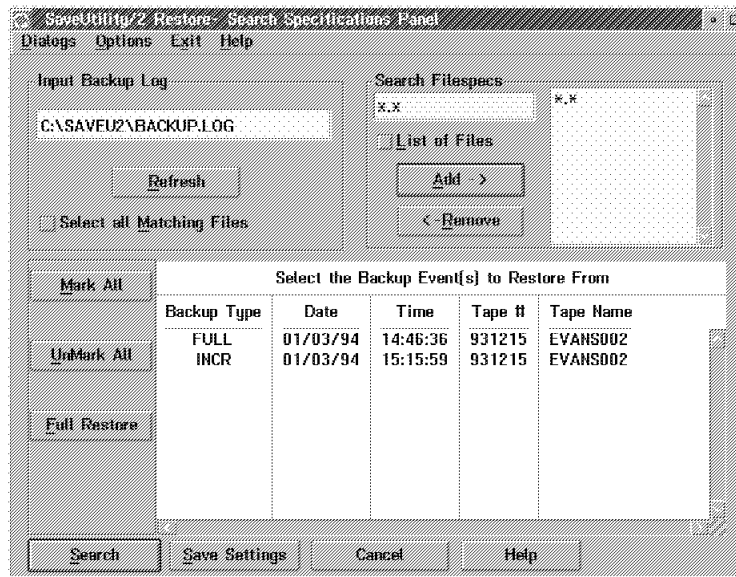 SaveUtility/2 Restore- Search Specifications Panel
Dialogs Options Exit Help
Input Backup Log
C:\SAVEU2\BACKUP.LOG
Refresh
Select all Matching Files
Search Filespecs
*.*
List of Files
Add ->
<-Remove
*.*
Mark All
UnMark All
Full Restore
Select the Backup Event(s) to Restore From
Backup Type Date Time Tape # Tape Name
FULL 01/03/94 14:46:36 931215 EVANS002
INCR 01/03/94 15:15:59 931215 EVANS002
Search Save Settings Cancel Help